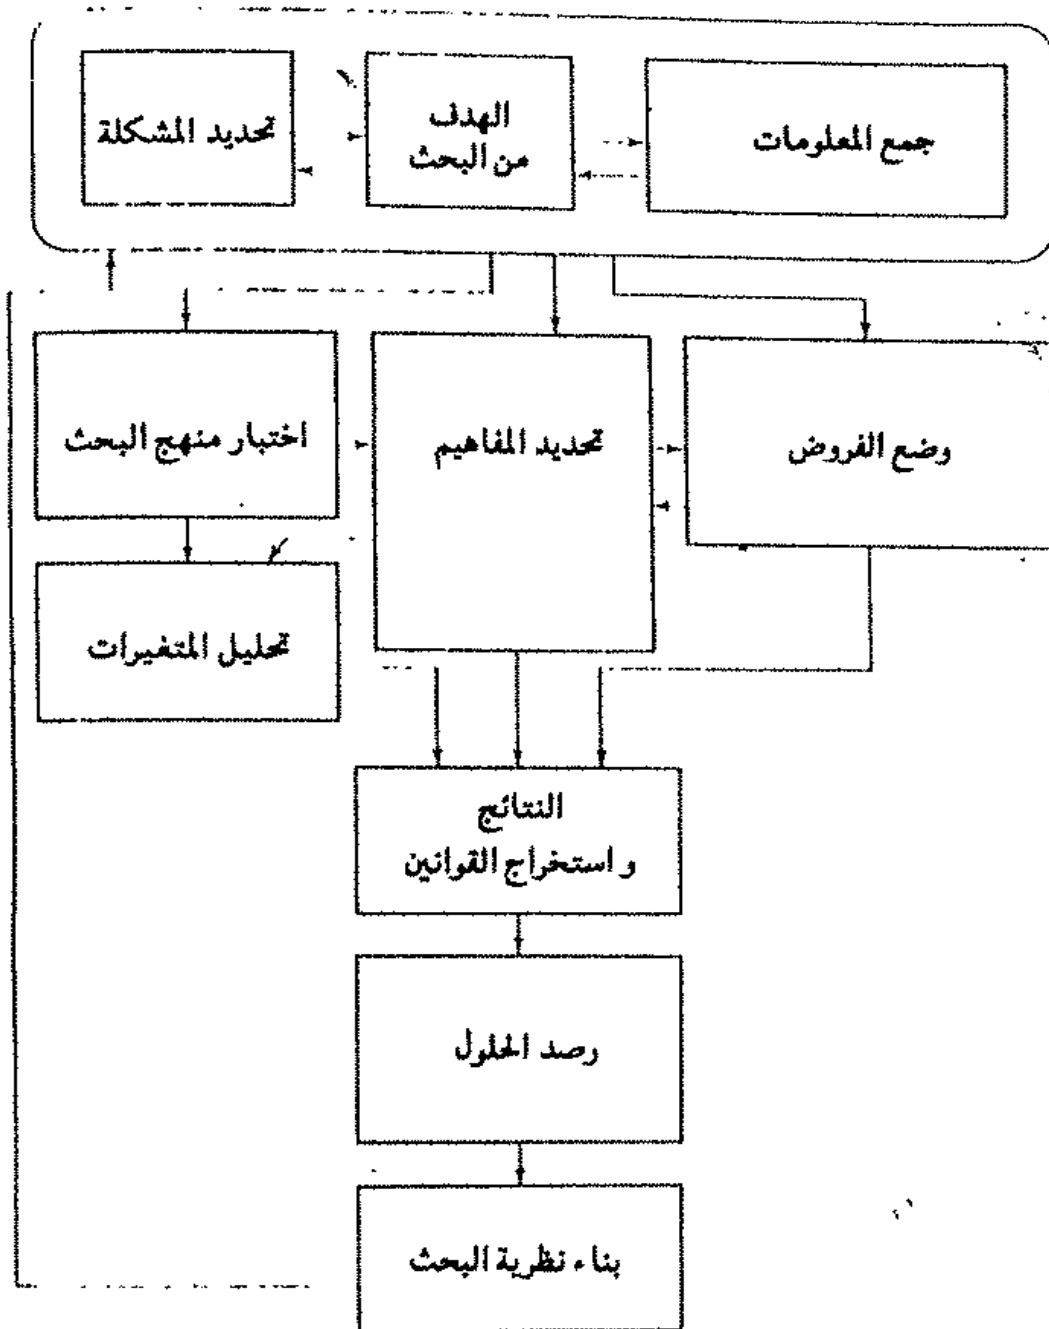 جمع المعلومات
الهدف
من البحث
تحديد المشكلة
وضع الفروض
تحديد المفاهيم
اختبار منهج البحث
تحليل المتغيرات
النتائج
و استخراج القوانين
رصد الحلول
بناء نظرية البحث